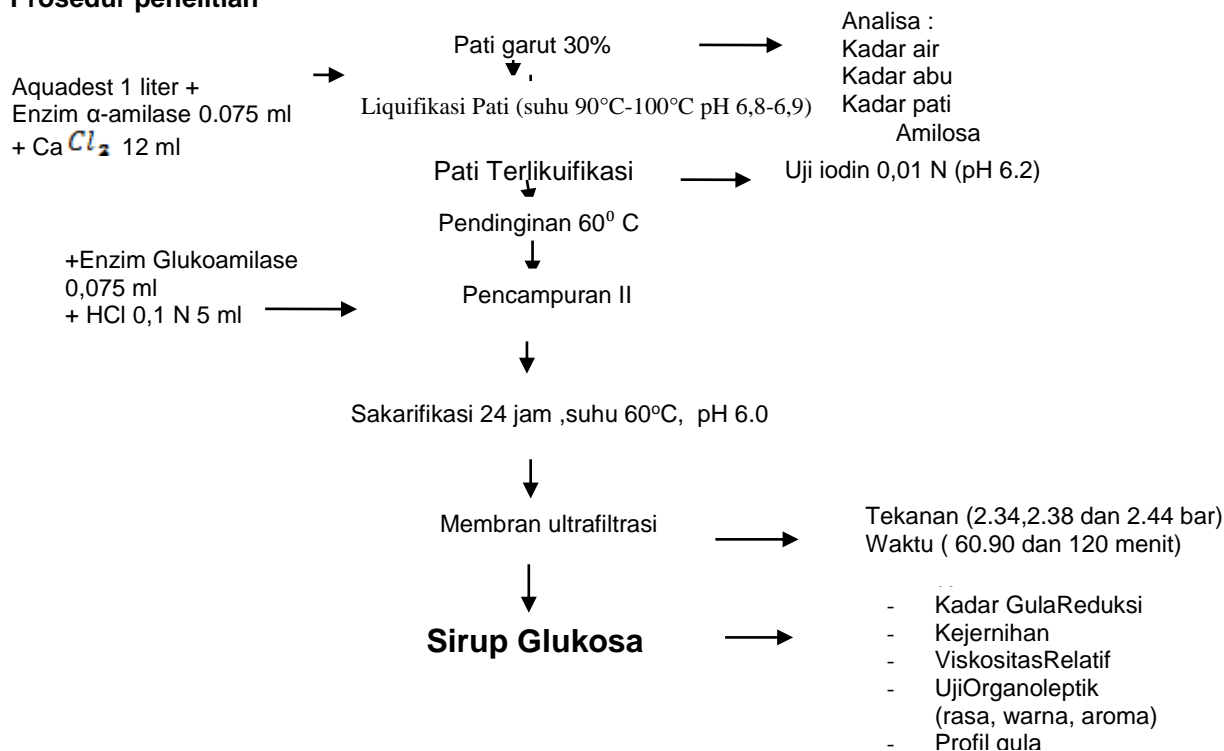 Prosedur penelitian
Pati garut 30%
Analisa :
Kadar air
Kadar abu
Kadar pati
Amilosa
Aquadest 1 liter +
Enzim α-amilase 0.075 ml
+ Ca Cl₂ 12 ml
Liquifikasi Pati (suhu 90°C-100°C pH 6,8-6,9)
Pati Terlikuifikasi
Uji iodin 0,01 N (pH 6.2)
Pendinginan 60⁰ C
+Enzim Glukoamilase
0,075 ml
+ HCl 0,1 N 5 ml
Pencampuran II
Sakarifikasi 24 jam ,suhu 60ºC, pH 6.0
Membran ultrafiltrasi
Tekanan (2.34,2.38 dan 2.44 bar)
Waktu ( 60.90 dan 120 menit)
Sirup Glukosa
- Kadar GulaReduksi
- Kejernihan
- ViskositasRelatif
- UjiOrganoleptik
(rasa, warna, aroma)
- Profil gula